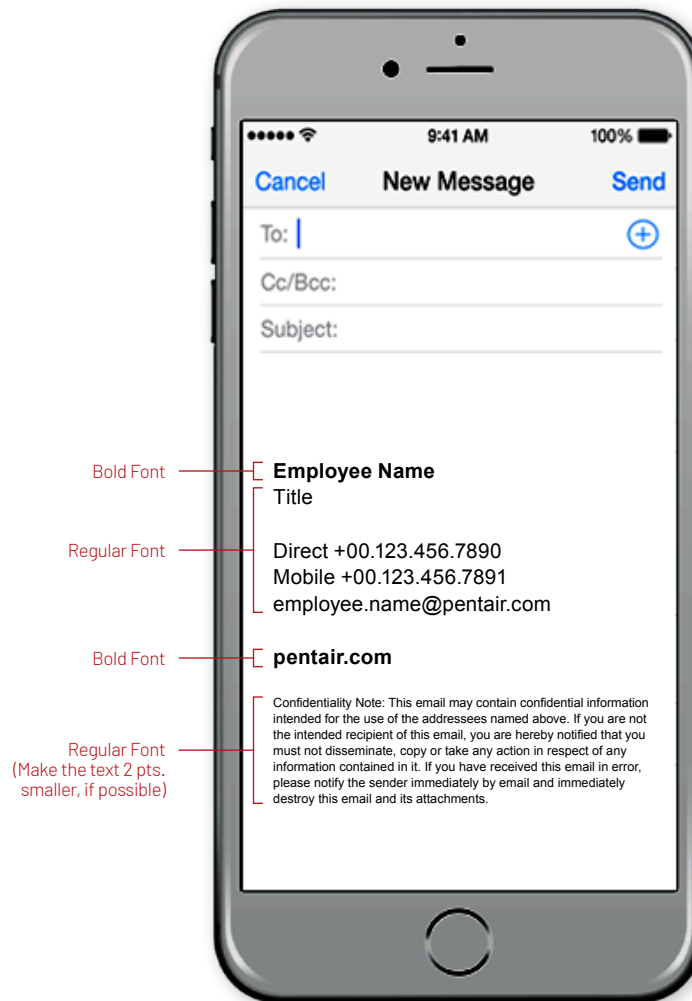 9:41 AM 100%
Cancel New Message Send
To:
Cc/Bcc:
Subject:
Bold Font
Employee Name
Title
Regular Font
Direct +00.123.456.7890
Mobile +00.123.456.7891
employee.name@pentair.com
Bold Font
pentair.com
Regular Font
(Make the text 2 pts.
smaller, if possible)
Confidentiality Note: This email may contain confidential information
intended for the use of the addressees named above. If you are not
the intended recipient of this email, you are hereby notified that you
must not disseminate, copy or take any action in respect of any
information contained in it. If you have received this email in error,
please notify the sender immediately by email and immediately
destroy this email and its attachments.